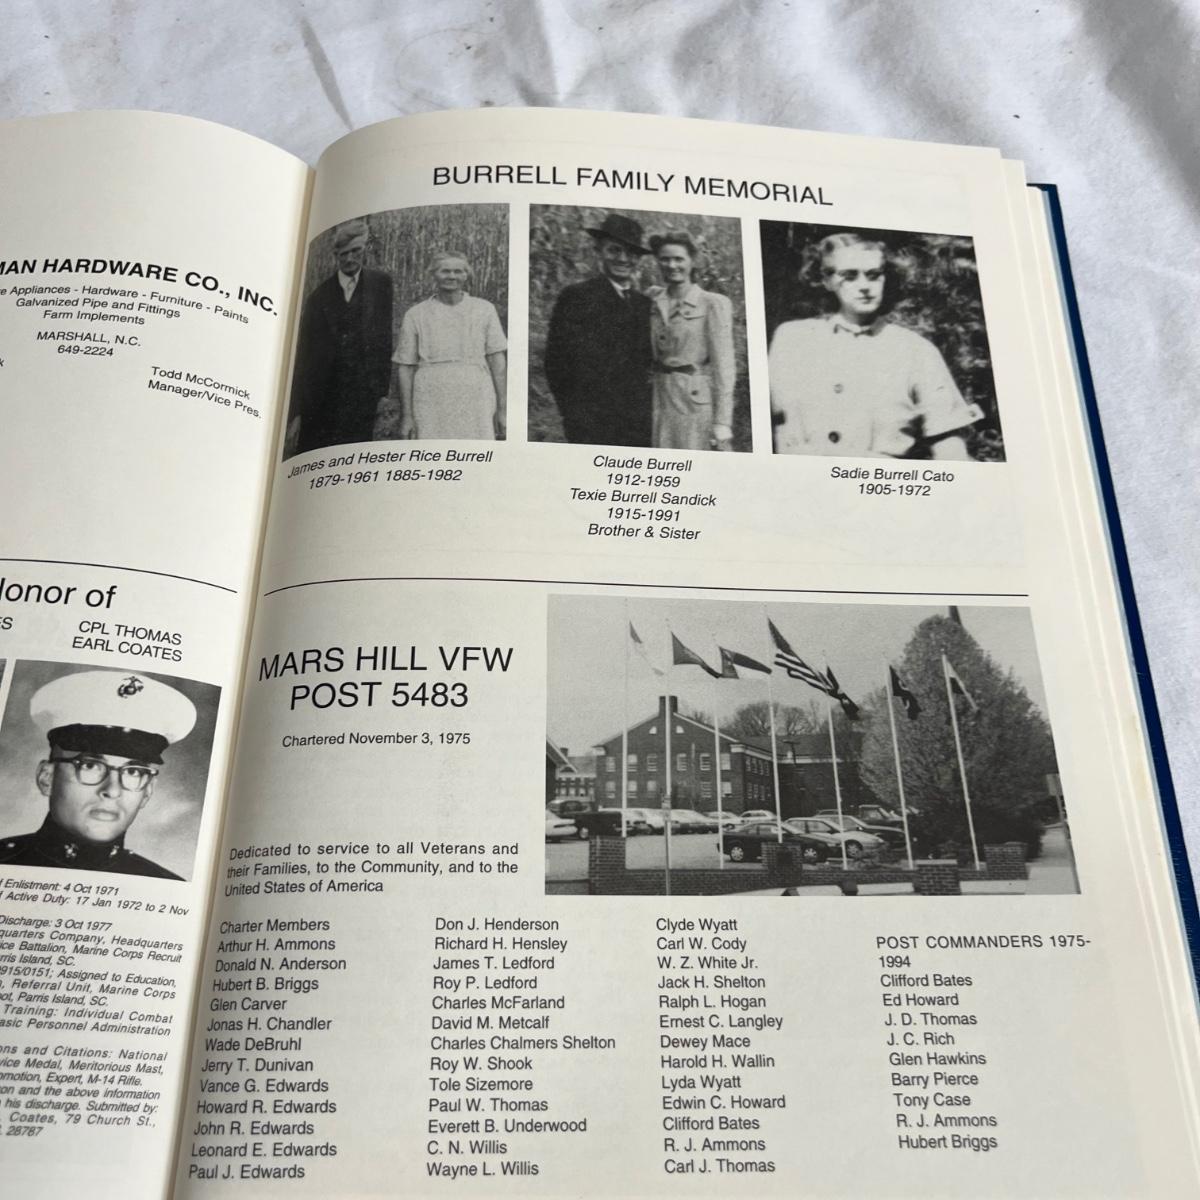 MAN HARDWARE CO., INC.
Appliances - Hardware - Furniture - Paints
Galvanized Pipe and Fittings
Farm Implements
MARSHALL, N.C.
649-2224
Todd McCormick
Manager/Vice Pres.
Honor of
CPL THOMAS
EARL COATES
Enlistment: 4 Oct 1971
Active Duty: 17 Jan 1972 to 2 Nov
Discharge: 3 Oct 1977
Company, Headquarters
Battalion, Marine Corps Recruit
Island, SC.
Assigned to Education,
Referral Unit, Marine Corps
Parris Island, SC.
Training: Individual Combat
Basic Personnel Administration
and Citations: National
Medal, Meritorious Mast,
Expert, M-14 Rifle.
and the above information
his discharge. Submitted by:
Coates, 79 Church St.,
28787
BURRELL FAMILY MEMORIAL
James and Hester Rice Burrell
1879-1961 1885-1982
Claude Burrell
1912-1959
Texie Burrell Sandick
1915-1991
Brother & Sister
Sadie Burrell Cato
1905-1972
MARS HILL VFW
POST 5483
Chartered November 3, 1975
Dedicated to service to all Veterans and
their Families, to the Community, and to the
United States of America
Charter Members
Arthur H. Ammons
Donald N. Anderson
Hubert B. Briggs
Glen Carver
Jonas H. Chandler
Wade DeBruhl
Jerry T. Dunivan
Vance G. Edwards
Howard R. Edwards
John R. Edwards
Leonard E. Edwards
Paul J. Edwards
Don J. Henderson
Richard H. Hensley
James T. Ledford
Roy P. Ledford
Charles McFarland
David M. Metcalf
Charles Chalmers Shelton
Roy W. Shook
Tole Sizemore
Paul W. Thomas
Everett B. Underwood
C. N. Willis
Wayne L. Willis
Clyde Wyatt
Carl W. Cody
W. Z. White Jr.
Jack H. Shelton
Ralph L. Hogan
Ernest C. Langley
Dewey Mace
Harold H. Wallin
Lyda Wyatt
Edwin C. Howard
Clifford Bates
R. J. Ammons
Carl J. Thomas
POST COMMANDERS 1975-
1994
Clifford Bates
Ed Howard
J. D. Thomas
J. C. Rich
Glen Hawkins
Barry Pierce
Tony Case
R. J. Ammons
Hubert Briggs